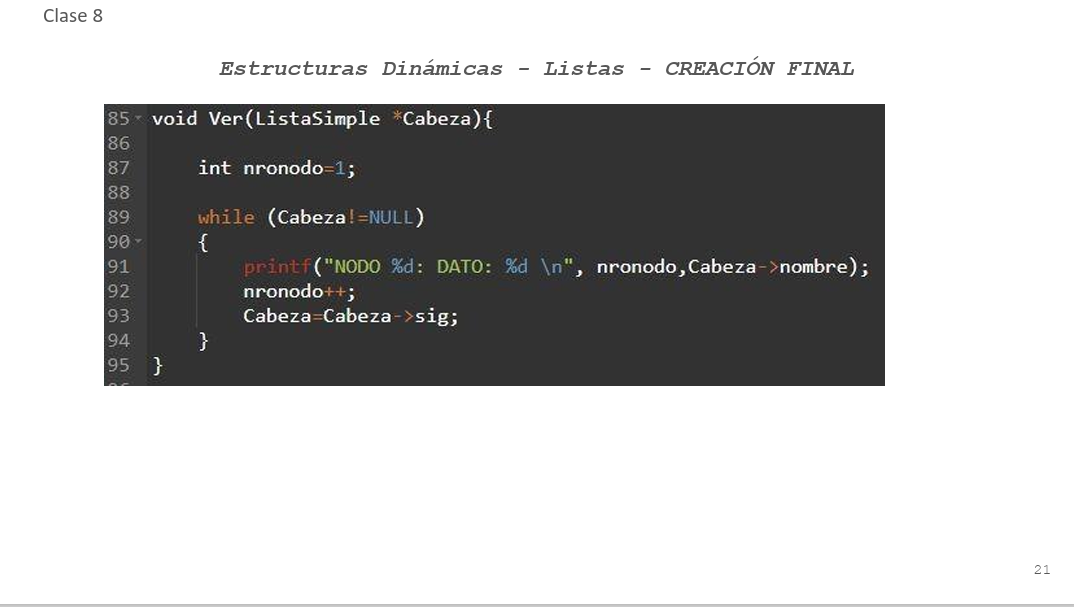 Clase 8
Estructuras Dinámicas - Listas - CREACIÓN FINAL
85 void Ver(ListaSimple *Cabeza){
86
87 int nronodo=1;
88
89 while (Cabeza!=NULL)
90 {
91 printf("NODO %d: DATO: %d \n", nronodo,Cabeza->nombre);
92 nronodo++;
93 Cabeza=Cabeza->sig;
94 }
95 }
21